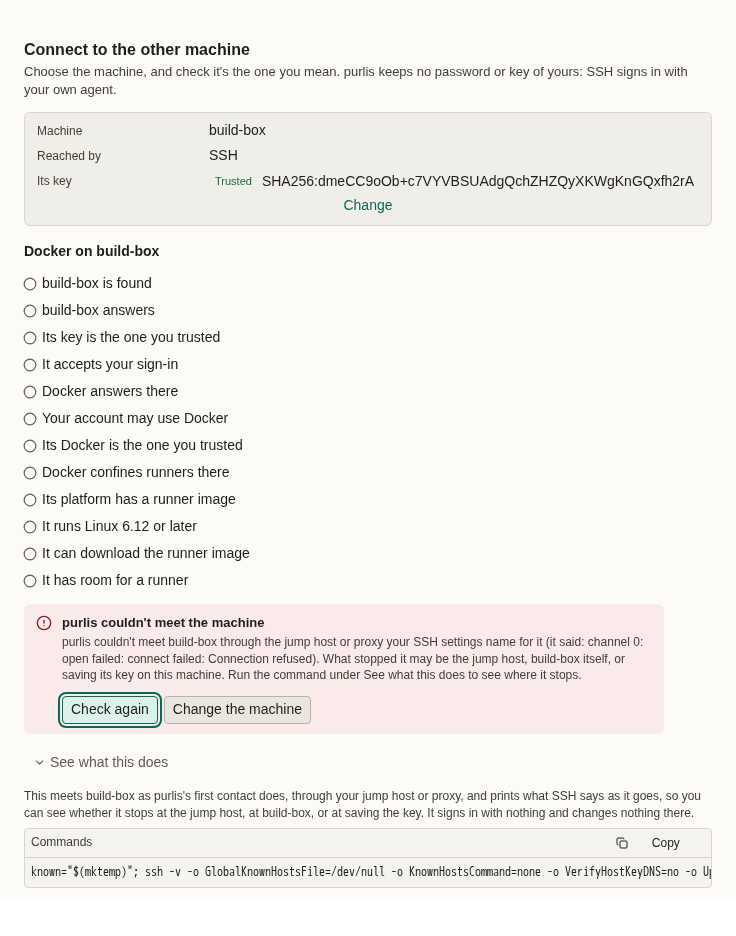 Connect to the other machine
Choose the machine, and check it's the one you mean. purlis keeps no password or key of yours: SSH signs in with
your own agent.
Machine build-box
Reached by SSH
Its key Trusted SHA256:dmeCC9oOb+c7VYVBSUAdgQchZHZQyXKWgKnGQxfh2rA
Change
Docker on build-box
build-box is found
build-box answers
Its key is the one you trusted
It accepts your sign-in
Docker answers there
Your account may use Docker
Its Docker is the one you trusted
Docker confines runners there
Its platform has a runner image
It runs Linux 6.12 or later
It can download the runner image
It has room for a runner
purlis couldn't meet the machine
purlis couldn't meet build-box through the jump host or proxy your SSH settings name for it (it said: channel 0:
open failed: connect failed: Connection refused). What stopped it may be the jump host, build-box itself, or
saving its key on this machine. Run the command under See what this does to see where it stops.
Check again Change the machine
See what this does
This meets build-box as purlis's first contact does, through your jump host or proxy, and prints what SSH says as it goes, so you
can see whether it stops at the jump host, at build-box, or at saving the key. It signs in with nothing and changes nothing there.
Commands Copy
known="$(mktemp)"; ssh -v -o GlobalKnownHostsFile=/dev/null -o KnownHostsCommand=none -o VerifyHostKeyDNS=no -o